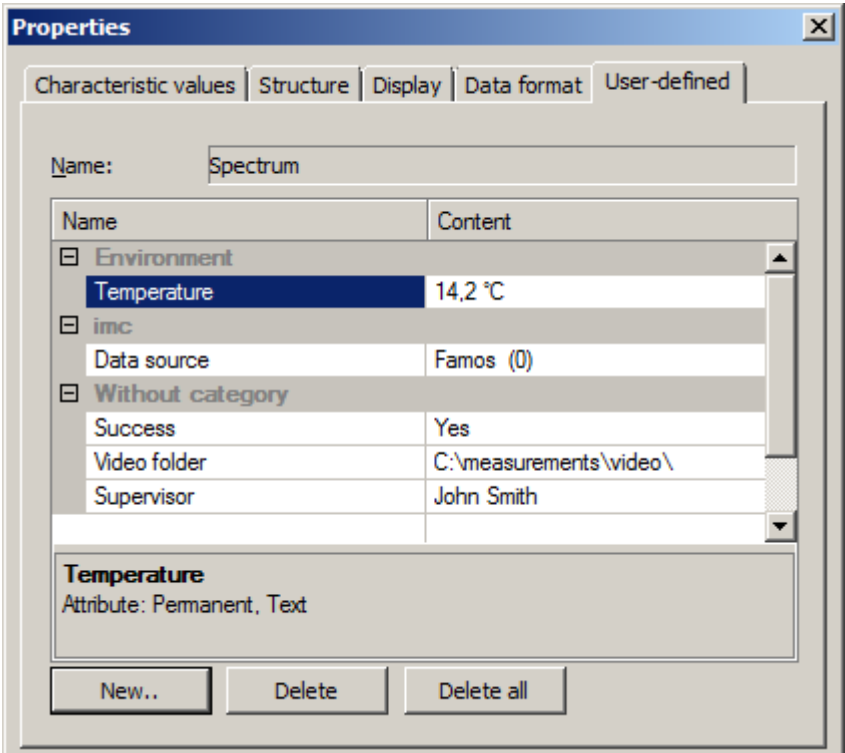 Properties
Characteristic values Structure Display Data format User-defined
Name: Spectrum
Name Content
Environment
Temperature 14,2 °C
imc
Data source Famos (0)
Without category
Success Yes
Video folder C:\measurements\video\
Supervisor John Smith
Temperature
Attribute: Permanent, Text
New.. Delete Delete all